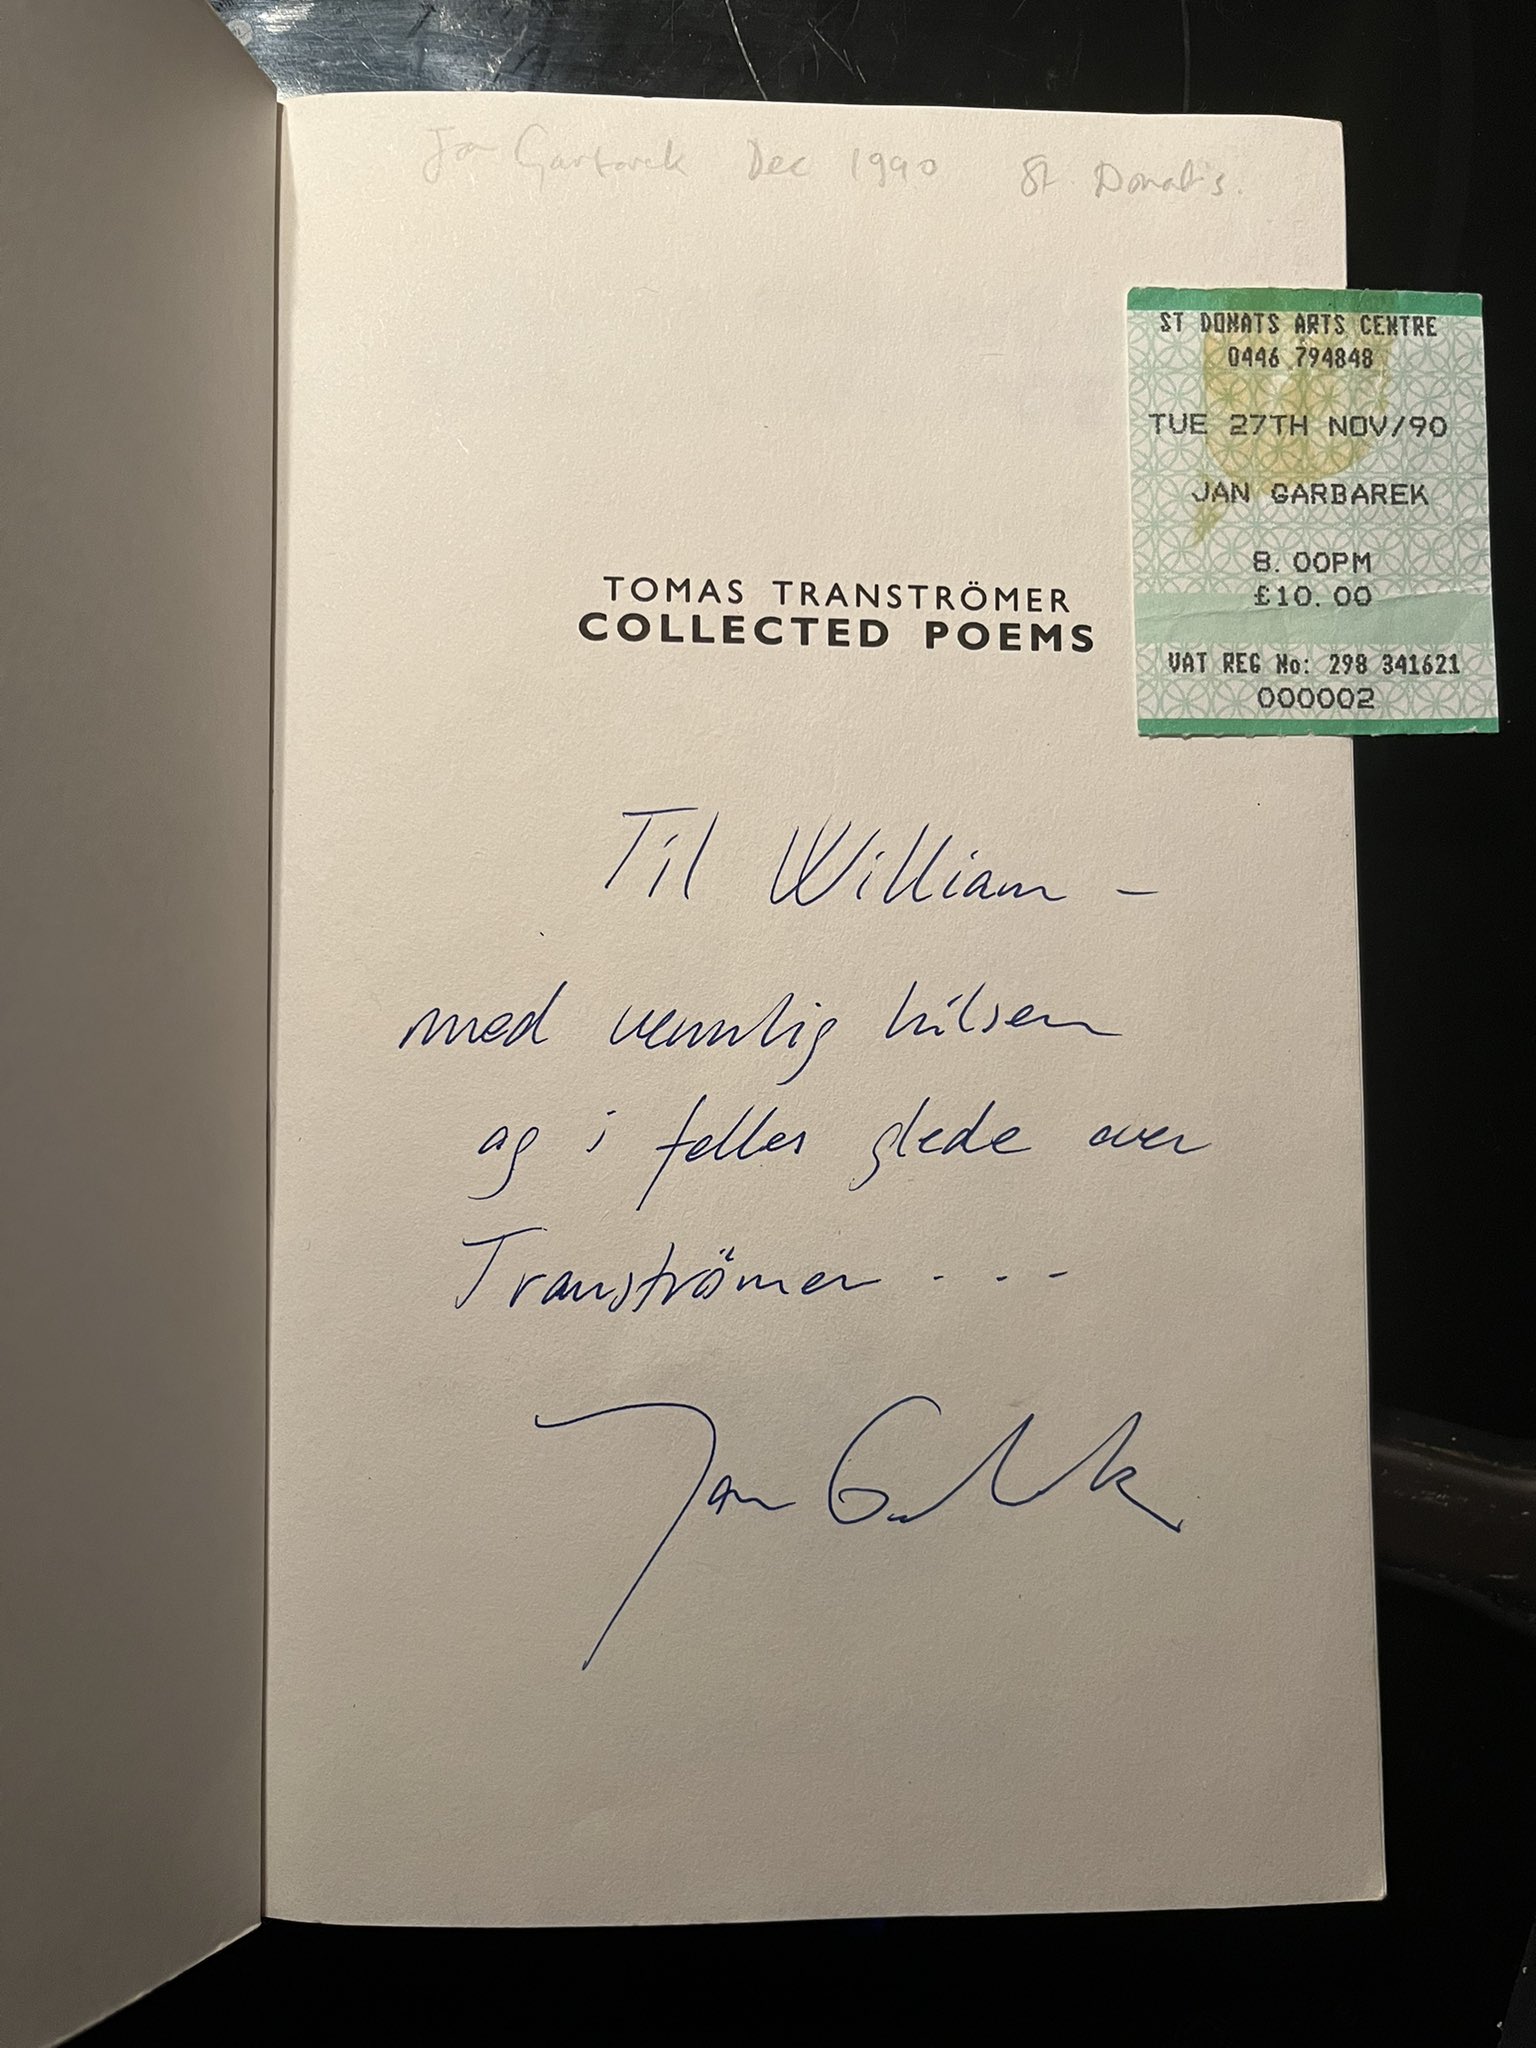 Jan Garbarek Dec 1990 St. Donat's.
ST DONATS ARTS CENTRE
0446 794848
TUE 27TH NOV/90
JAN GARBAREK
8.00PM
£10.00
VAT REG No: 298 341621
000002
TOMAS TRANSTRÖMER
COLLECTED POEMS
Til William –
med vennlig hilsen
og i felles glede over
Tranströmer . . .
Jan Garbarek